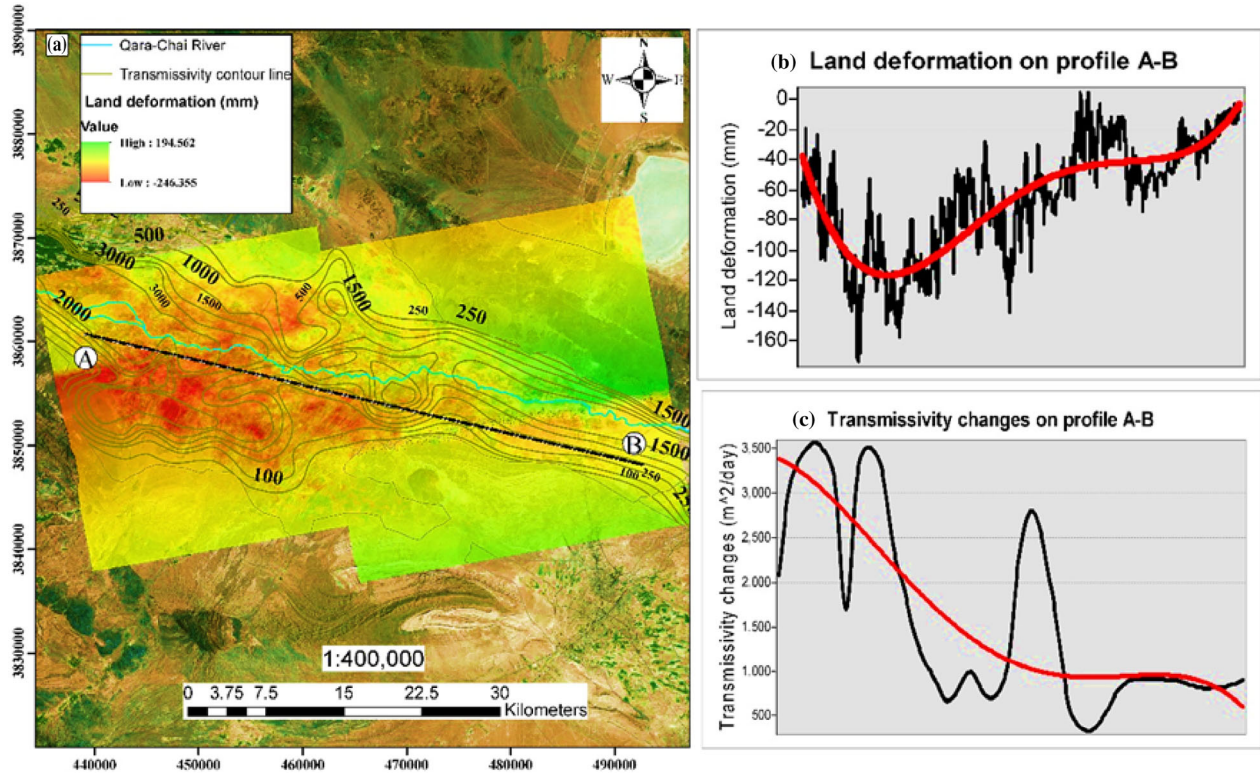 (a)
Qara-Chai River
Transmissivity contour line
Land deformation (mm)
Value
High : 194.562
Low : -246.355
N
W E
S
3890000
3880000
3870000
3860000
3850000
3840000
3830000
250
500
3000
1000
3000
1500
500
1500
250
250
2000
A
100
B
1500
1500
100
250
1:400,000
0 3.75 7.5 15 22.5 30
Kilometers
440000 450000 460000 470000 480000 490000
(b) Land deformation on profile A-B
Land deformation (mm)
0
-20
-40
-60
-80
-100
-120
-140
-160
(c) Transmissivity changes on profile A-B
Transmissivity changes (m^2/day)
3.500
3.000
2.500
2.000
1.500
1.000
500